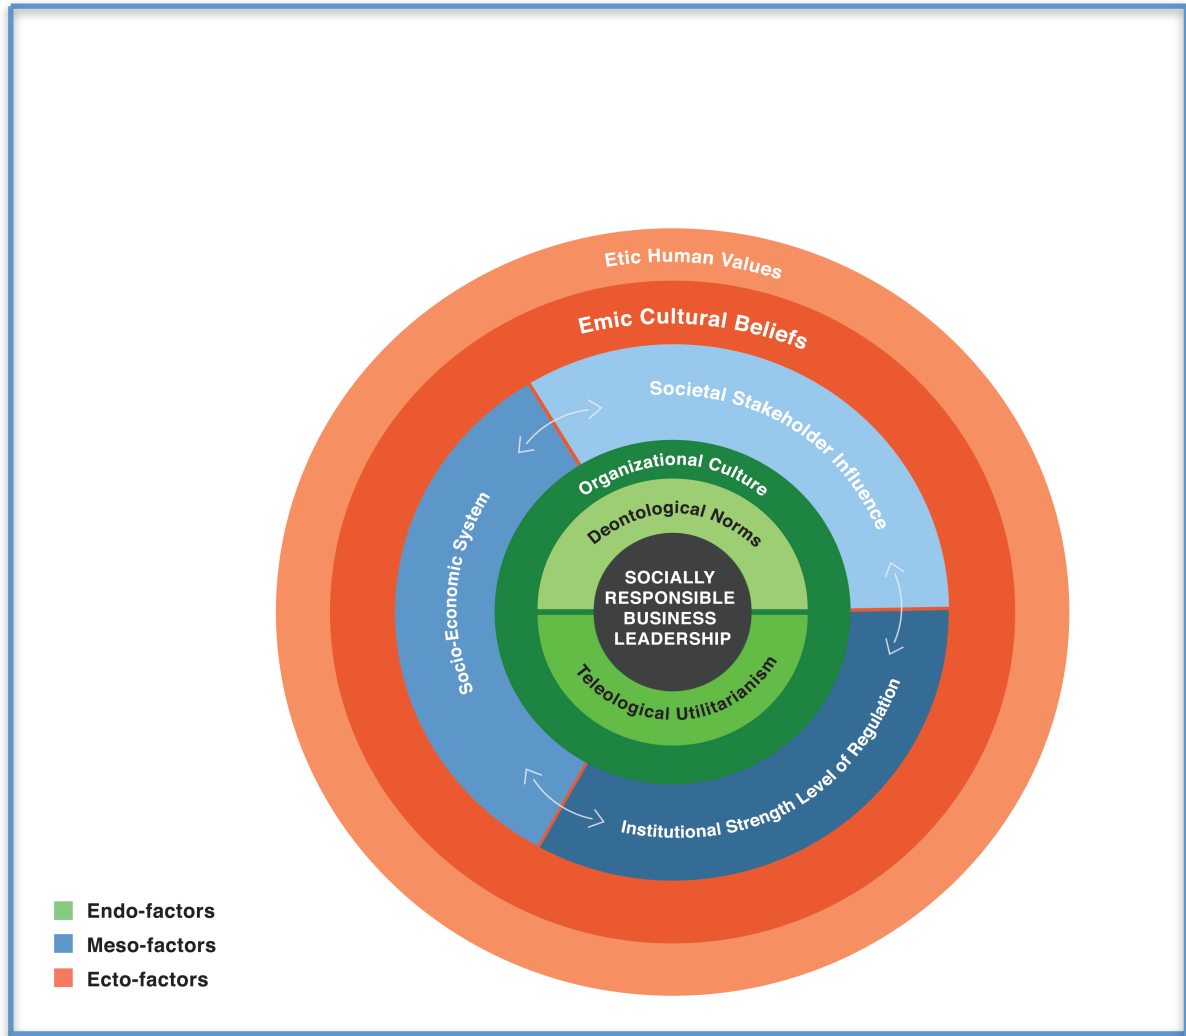 Etic Human Values
Emic Cultural Beliefs
Societal Stakeholder Influence
Organizational Culture
Deontological Norms
SOCIALLY
RESPONSIBLE
BUSINESS
LEADERSHIP
Teleological Utilitarianism
Socio-Economic System
Institutional Strength Level of Regulation
Endo-factors
Meso-factors
Ecto-factors